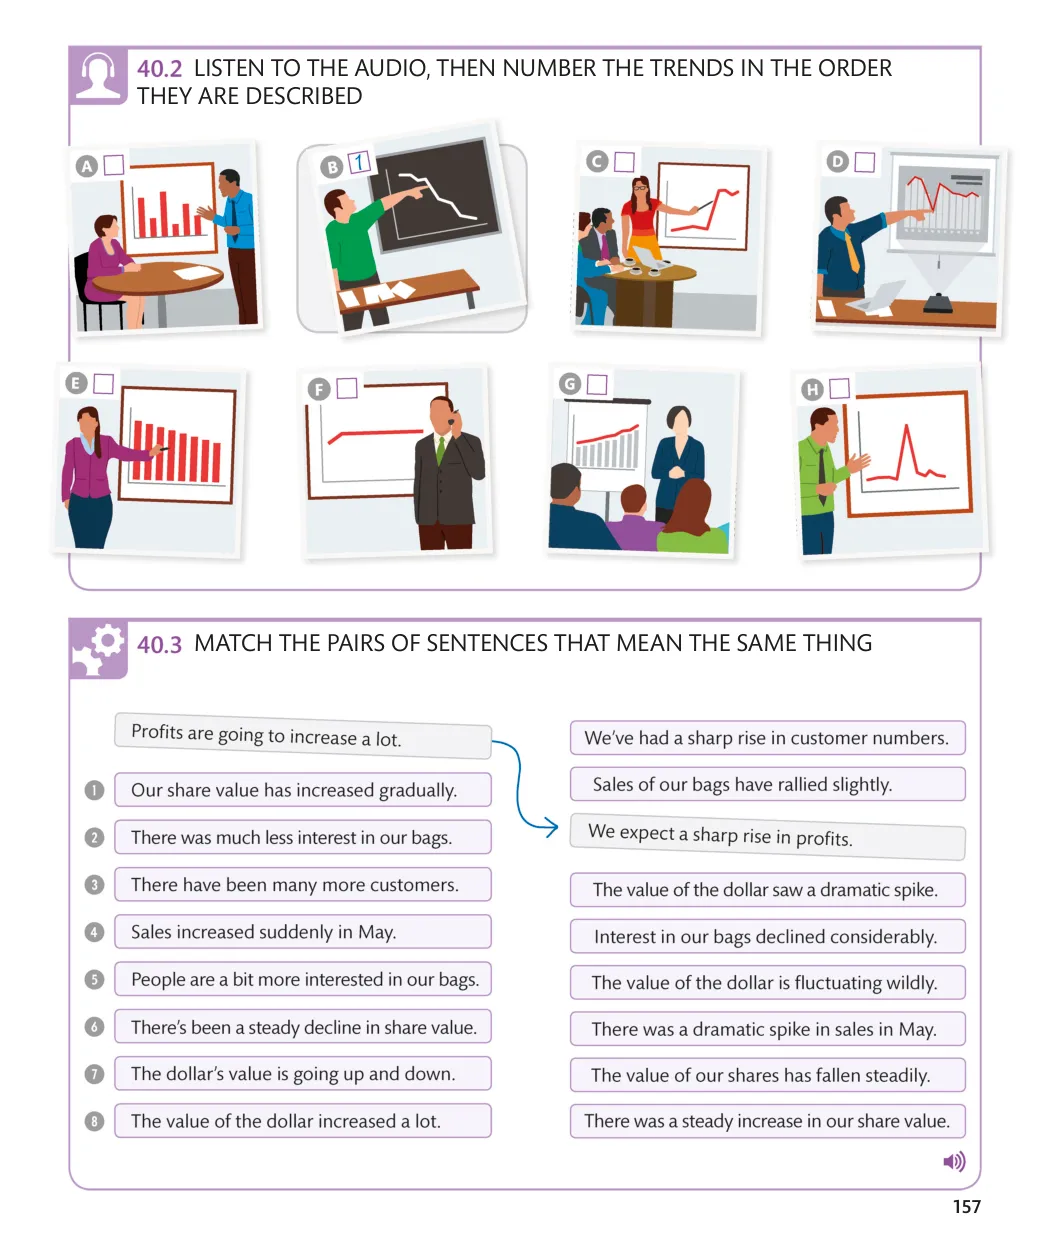 40.2 LISTEN TO THE AUDIO, THEN NUMBER THE TRENDS IN THE ORDER
THEY ARE DESCRIBED
A
B 1
C
D
E
F
G
H
40.3 MATCH THE PAIRS OF SENTENCES THAT MEAN THE SAME THING
Profits are going to increase a lot.
1 Our share value has increased gradually.
2 There was much less interest in our bags.
3 There have been many more customers.
4 Sales increased suddenly in May.
5 People are a bit more interested in our bags.
6 There's been a steady decline in share value.
7 The dollar's value is going up and down.
8 The value of the dollar increased a lot.
We've had a sharp rise in customer numbers.
Sales of our bags have rallied slightly.
We expect a sharp rise in profits.
The value of the dollar saw a dramatic spike.
Interest in our bags declined considerably.
The value of the dollar is fluctuating wildly.
There was a dramatic spike in sales in May.
The value of our shares has fallen steadily.
There was a steady increase in our share value.
157